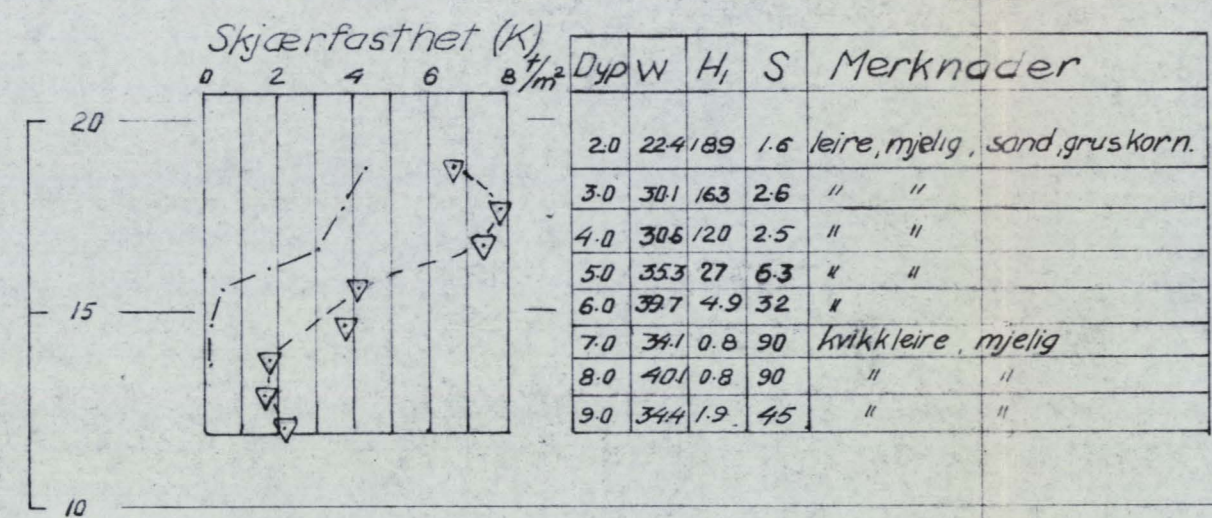 Skjærfasthet (K) t/m²
0 2 4 6 8
20
15
10
Dyp W H₁ S Merknader
2.0 22.4 189 1.6 leire, mjelig, sand, gruskorn.
3.0 30.1 163 2.6 " "
4.0 30.6 120 2.5 " "
5.0 35.3 27 6.3 " "
6.0 39.7 4.9 32 "
7.0 34.1 0.8 90 kvikkleire, mjelig
8.0 40.1 0.8 90 " "
9.0 34.4 1.9 45 " "